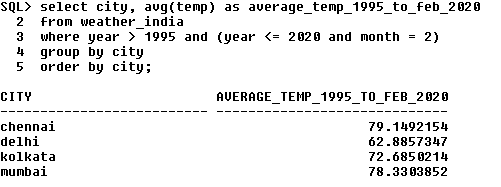 SQL> select city, avg(temp) as average_temp_1995_to_feb_2020
2 from weather_india
3 where year > 1995 and (year <= 2020 and month = 2)
4 group by city
5 order by city;
CITY AVERAGE_TEMP_1995_TO_FEB_2020
-------------------------- -----------------------------
chennai 79.1492154
delhi 62.8857347
kolkata 72.6850214
mumbai 78.3303852